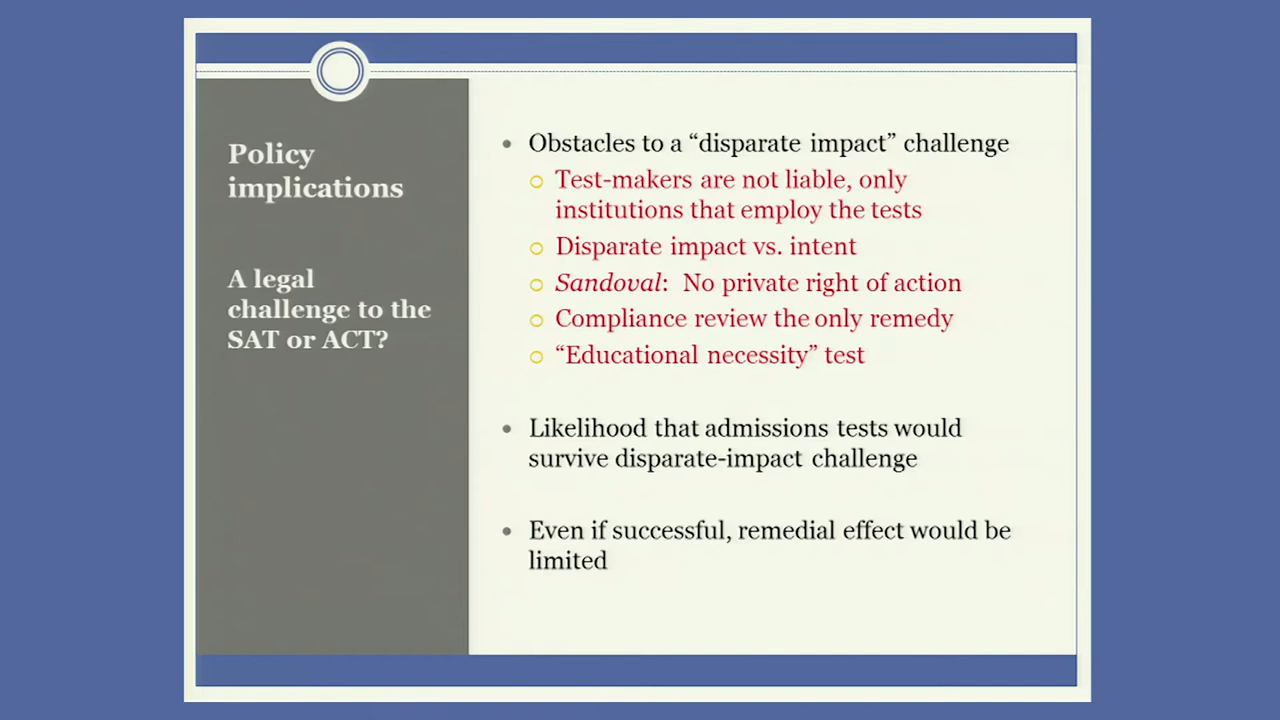 Policy
implications
A legal
challenge to the
SAT or ACT?
• Obstacles to a “disparate impact” challenge
Test-makers are not liable, only
institutions that employ the tests
Disparate impact vs. intent
Sandoval: No private right of action
Compliance review the only remedy
“Educational necessity” test
• Likelihood that admissions tests would
survive disparate-impact challenge
• Even if successful, remedial effect would be
limited